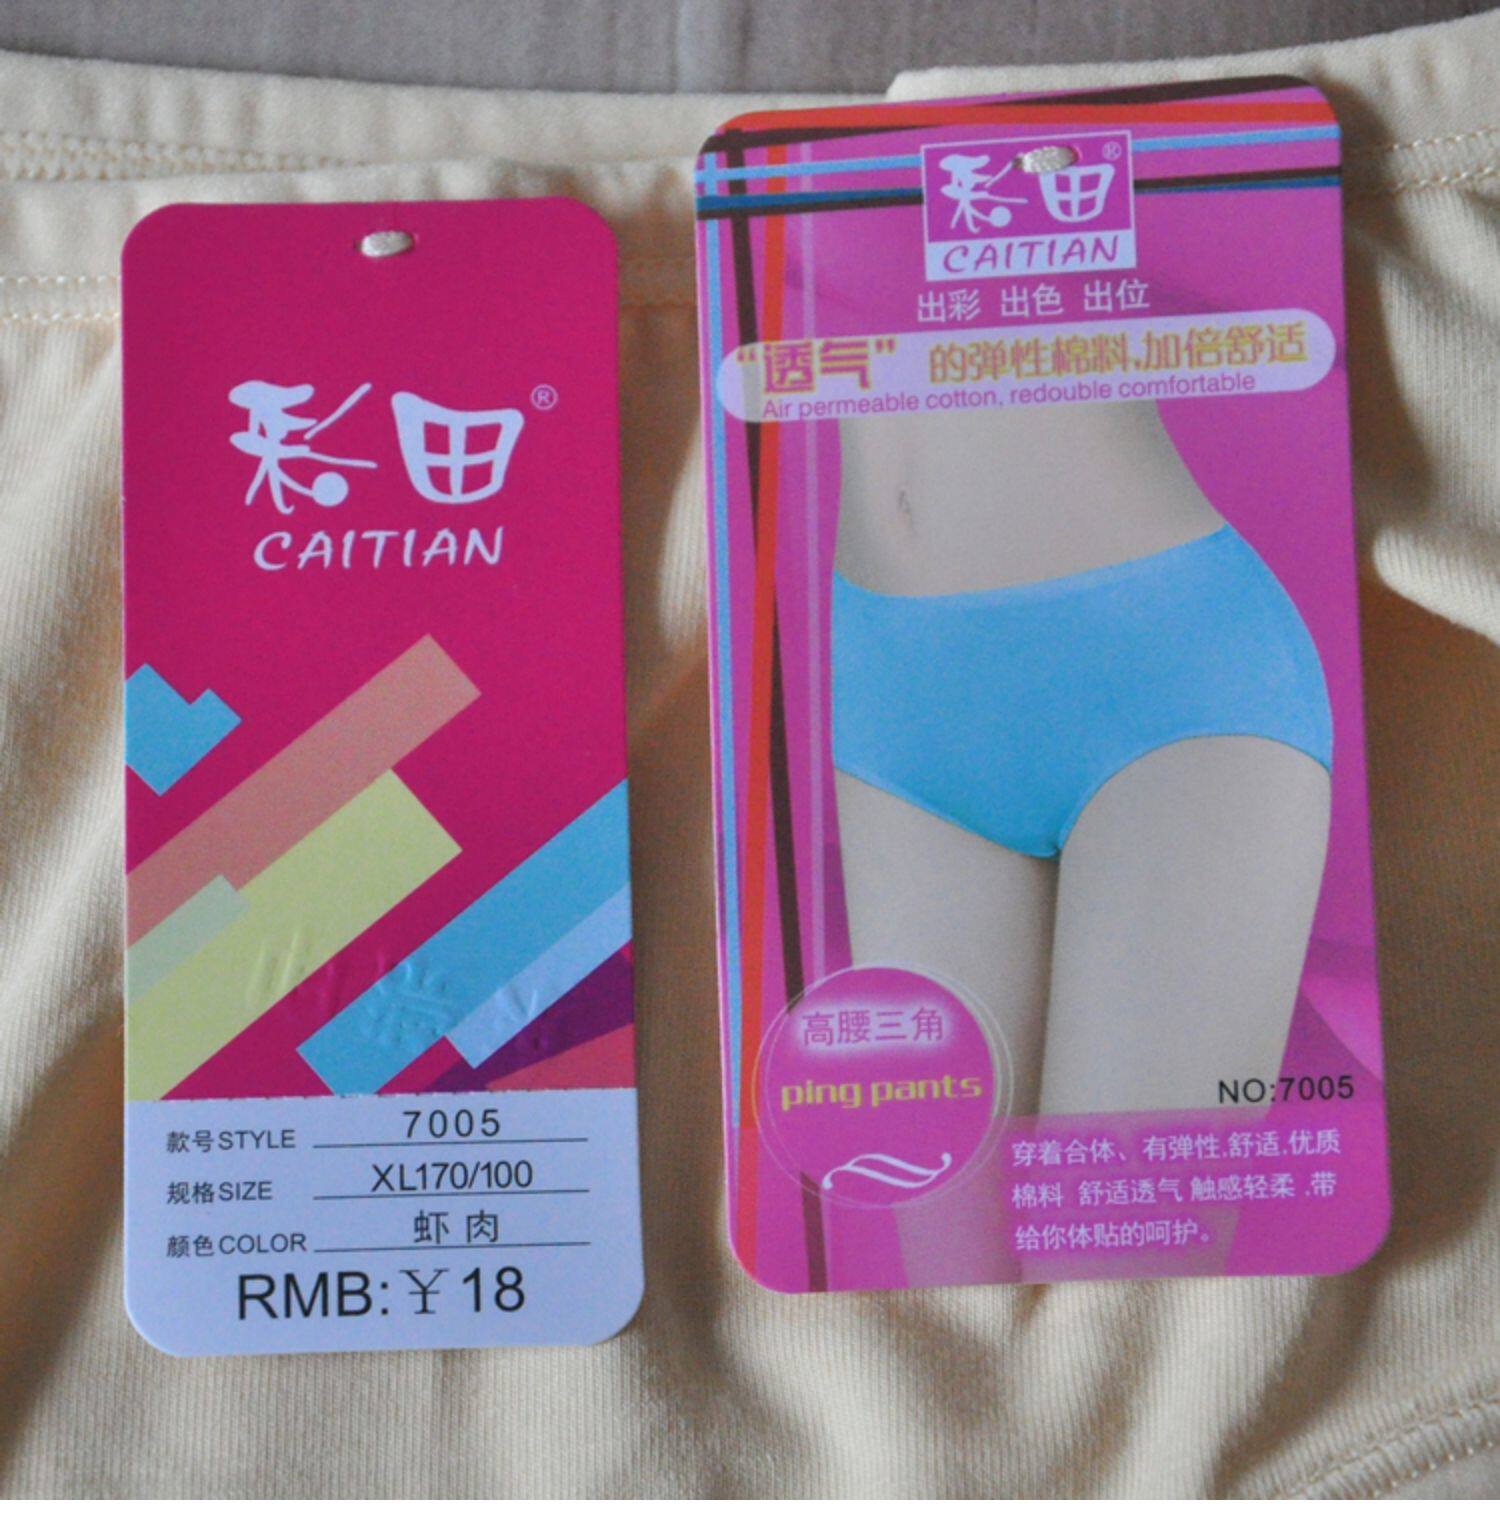 彩田®
CAITIAN
款号STYLE 7005
规格SIZE XL170/100
颜色COLOR 虾肉
RMB:￥18
彩田®
CAITIAN
出彩 出色 出位
“透气”的弹性棉料,加倍舒适
Air permeable cotton, redouble comfortable
高腰三角
ping pants
NO:7005
穿着合体、有弹性,舒适,优质
棉料 舒适透气 触感轻柔 ,带
给你体贴的呵护。